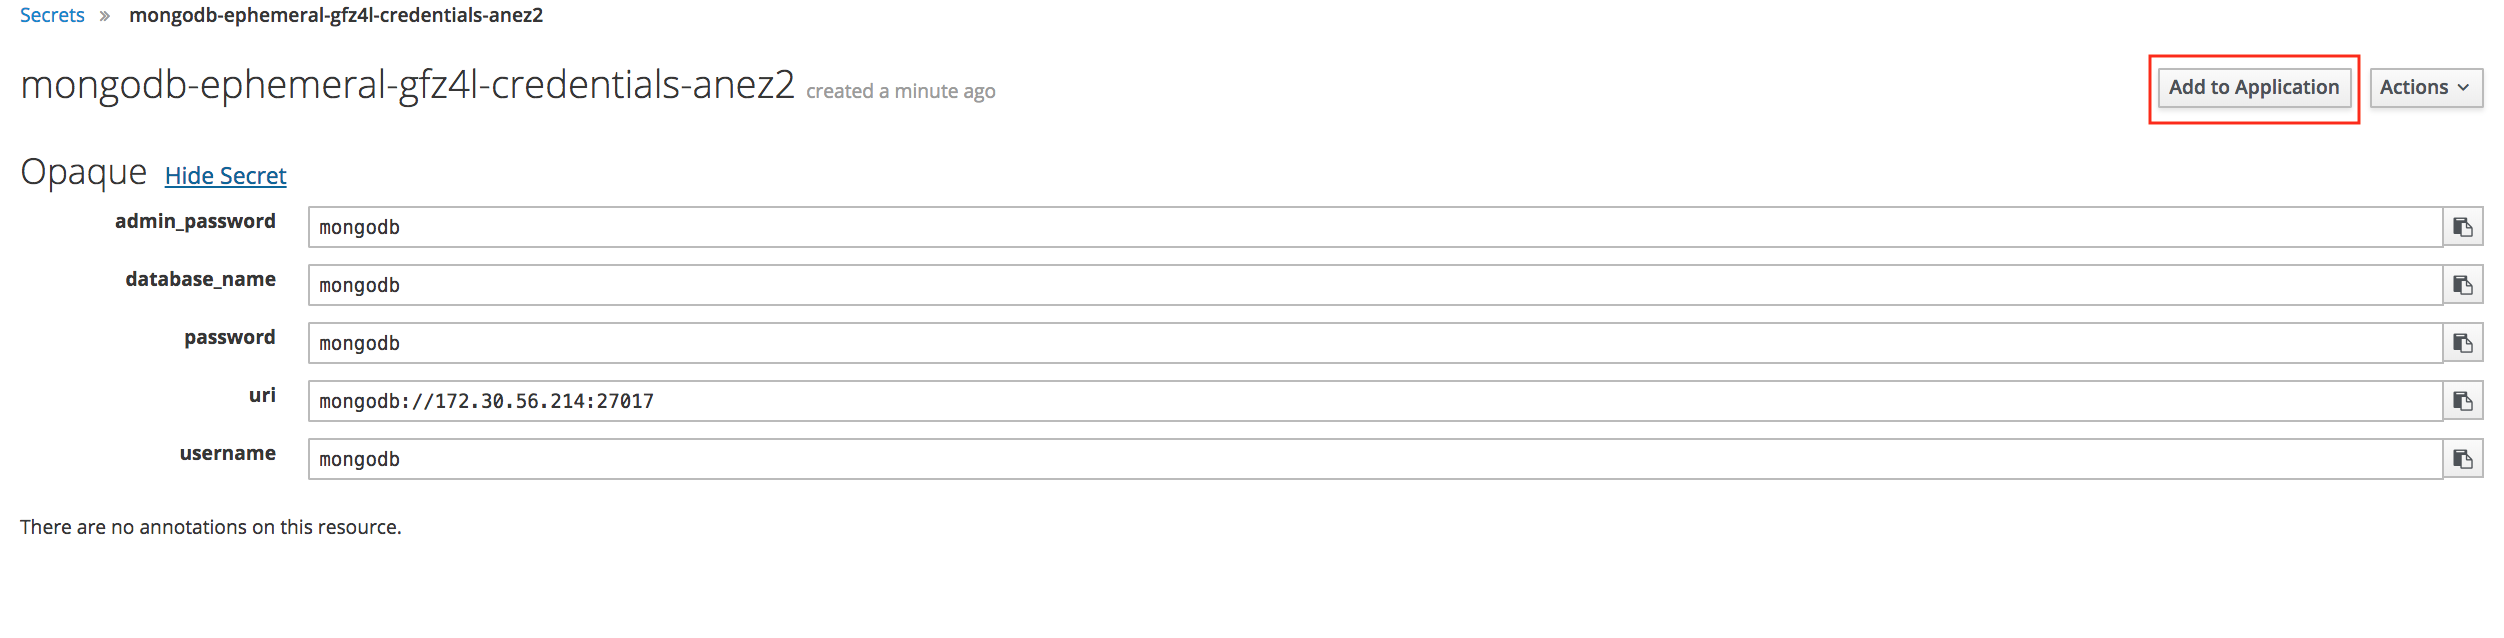 Secrets » mongodb-ephemeral-gfz4l-credentials-anez2
mongodb-ephemeral-gfz4l-credentials-anez2 created a minute ago
Add to Application
Actions
Opaque Hide Secret
admin_password mongodb
database_name mongodb
password mongodb
uri mongodb://172.30.56.214:27017
username mongodb
There are no annotations on this resource.